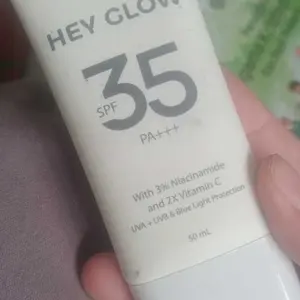 HEY GLOW
SPF 35
PA+++
With 3% Niacinamide
and 2X Vitamin C
UVA + UVB & Blue Light Protection
50 mL